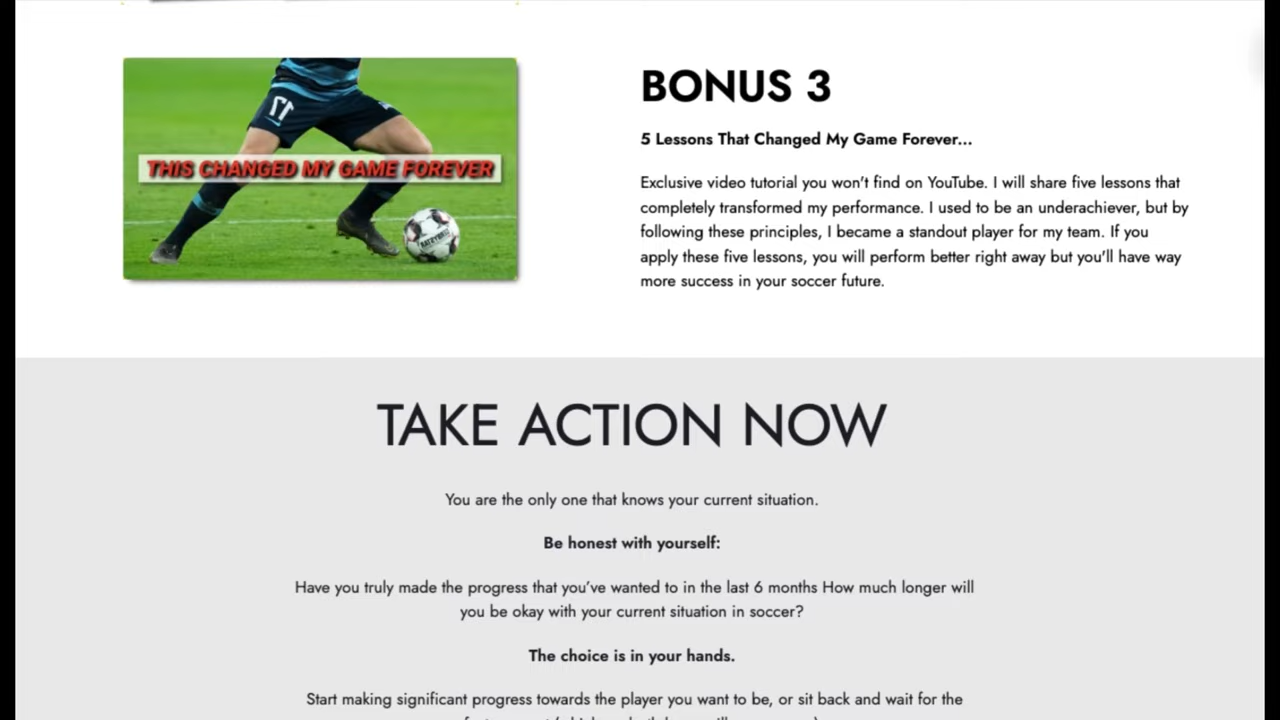 BONUS 3
5 Lessons That Changed My Game Forever...
THIS CHANGED MY GAME FOREVER
Exclusive video tutorial you won't find on YouTube. I will share five lessons that
completely transformed my performance. I used to be an underachiever, but by
following these principles, I became a standout player for my team. If you
apply these five lessons, you will perform better right away but you'll have way
more success in your soccer future.
TAKE ACTION NOW
You are the only one that knows your current situation.
Be honest with yourself:
Have you truly made the progress that you've wanted to in the last 6 months How much longer will
you be okay with your current situation in soccer?
The choice is in your hands.
Start making significant progress towards the player you want to be, or sit back and wait for the